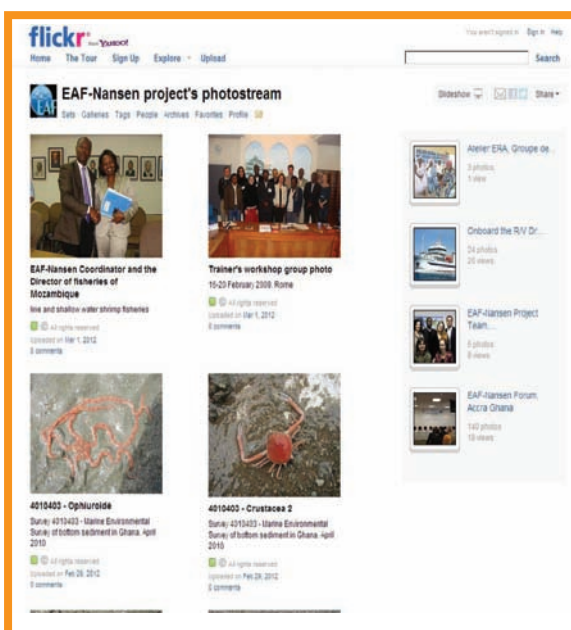 flickr from YAHOO!
You aren't signed in Sign In Help
Home The Tour Sign Up Explore Upload
Search
EAF-Nansen project's photostream
Slideshow Share
Sets Galleries Tags People Archives Favorites Profile
EAF-Nansen Coordinator and the
Director of fisheries of
Mozambique
line and shallow water shrimp fisheries
All rights reserved
Uploaded on Mar 1, 2012
0 comments
Trainer's workshop group photo
16-20 February 2009, Rome
All rights reserved
Uploaded on Mar 1, 2012
0 comments
4010403 - Ophiuroide
Survey 4010403 - Marine Environmental
Survey of bottom sediment in Ghana. April
2010
All rights reserved
Uploaded on Feb 29, 2012
0 comments
4010403 - Crustacea 2
Survey 4010403 - Marine Environmental
Survey of bottom sediment in Ghana. April
2010
All rights reserved
Uploaded on Feb 29, 2012
0 comments
Atelier ERA, Groupe de...
3 photos
1 view
Onboard the R/V Dr....
24 photos
20 views
EAF-Nansen Project
Team....
photos
views
EAF-Nansen Forum,
Accra Ghana
140 photos
views